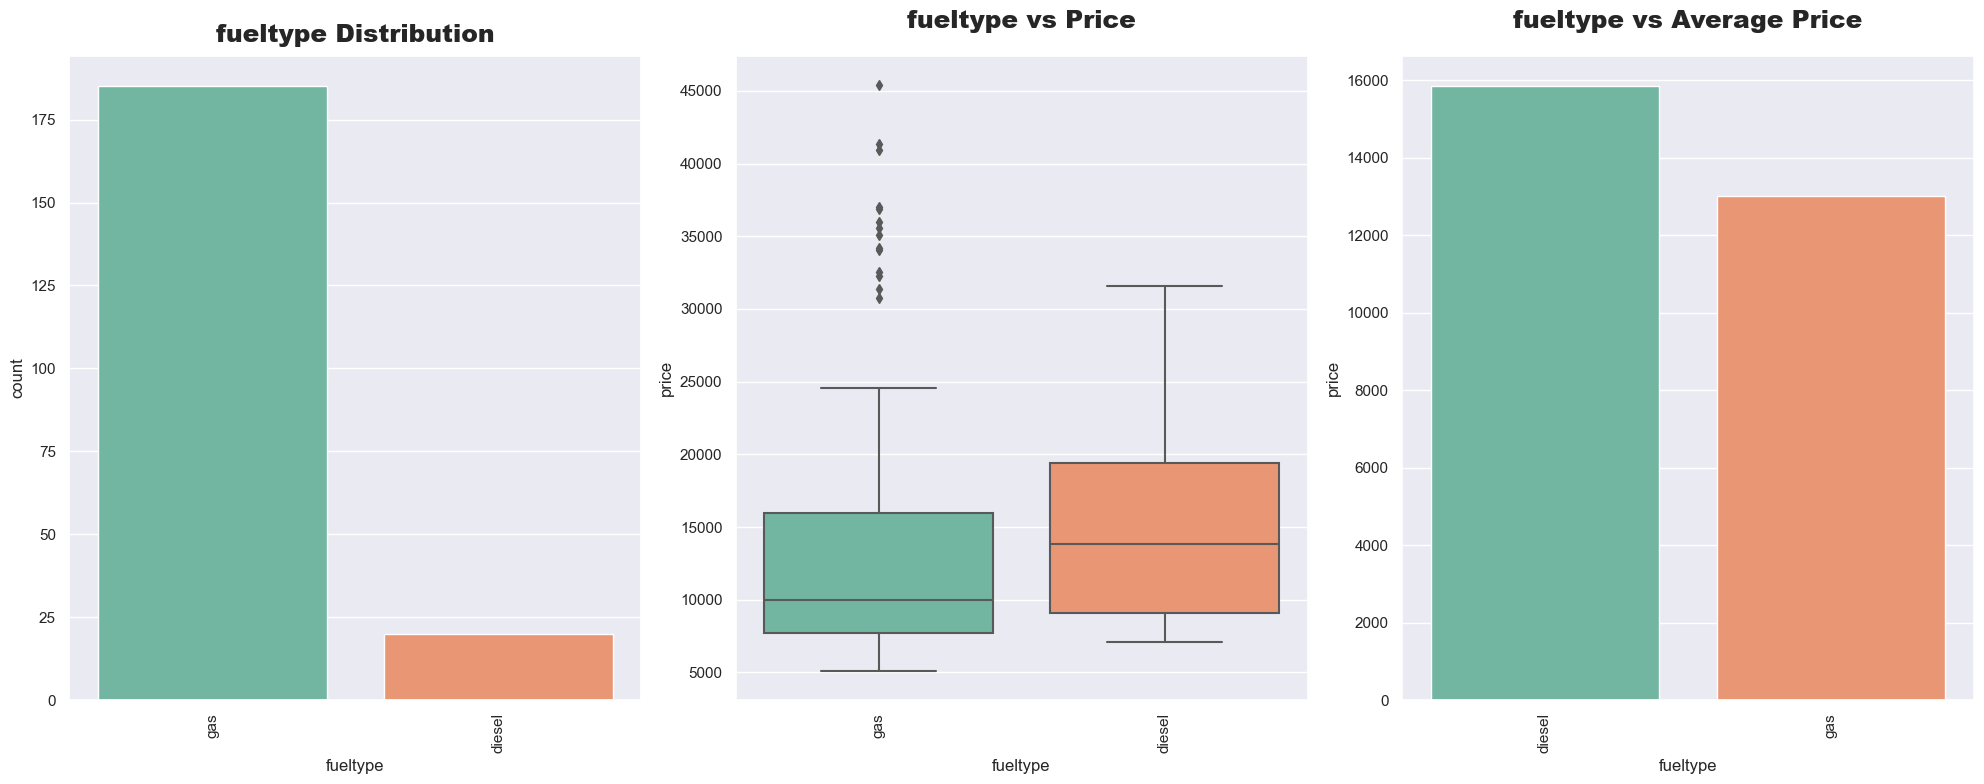 fueltype Distribution
count
175
150
125
100
75
50
25
0
gas
diesel
fueltype
fueltype vs Price
price
45000
40000
35000
30000
25000
20000
15000
10000
5000
gas
diesel
fueltype
fueltype vs Average Price
price
16000
14000
12000
10000
8000
6000
4000
2000
0
diesel
gas
fueltype